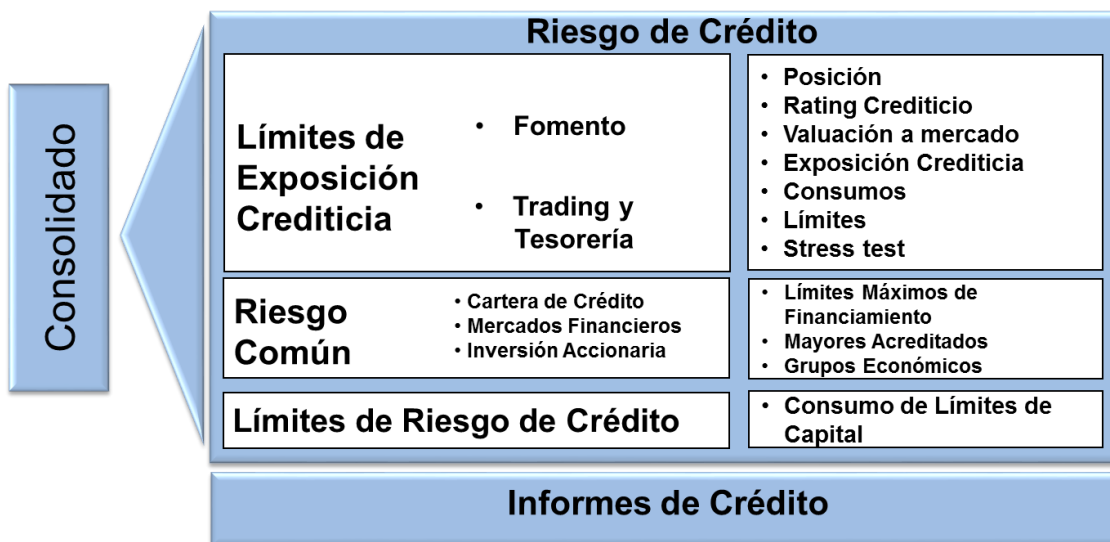 Riesgo de Crédito
Consolidado
Límites de
Exposición
Crediticia
• Fomento
• Trading y
Tesorería
• Posición
• Rating Crediticio
• Valuación a mercado
• Exposición Crediticia
• Consumos
• Límites
• Stress test
Riesgo
Común
• Cartera de Crédito
• Mercados Financieros
• Inversión Accionaria
• Límites Máximos de
Financiamiento
• Mayores Acreditados
• Grupos Económicos
Límites de Riesgo de Crédito
• Consumo de Límites de
Capital
Informes de Crédito